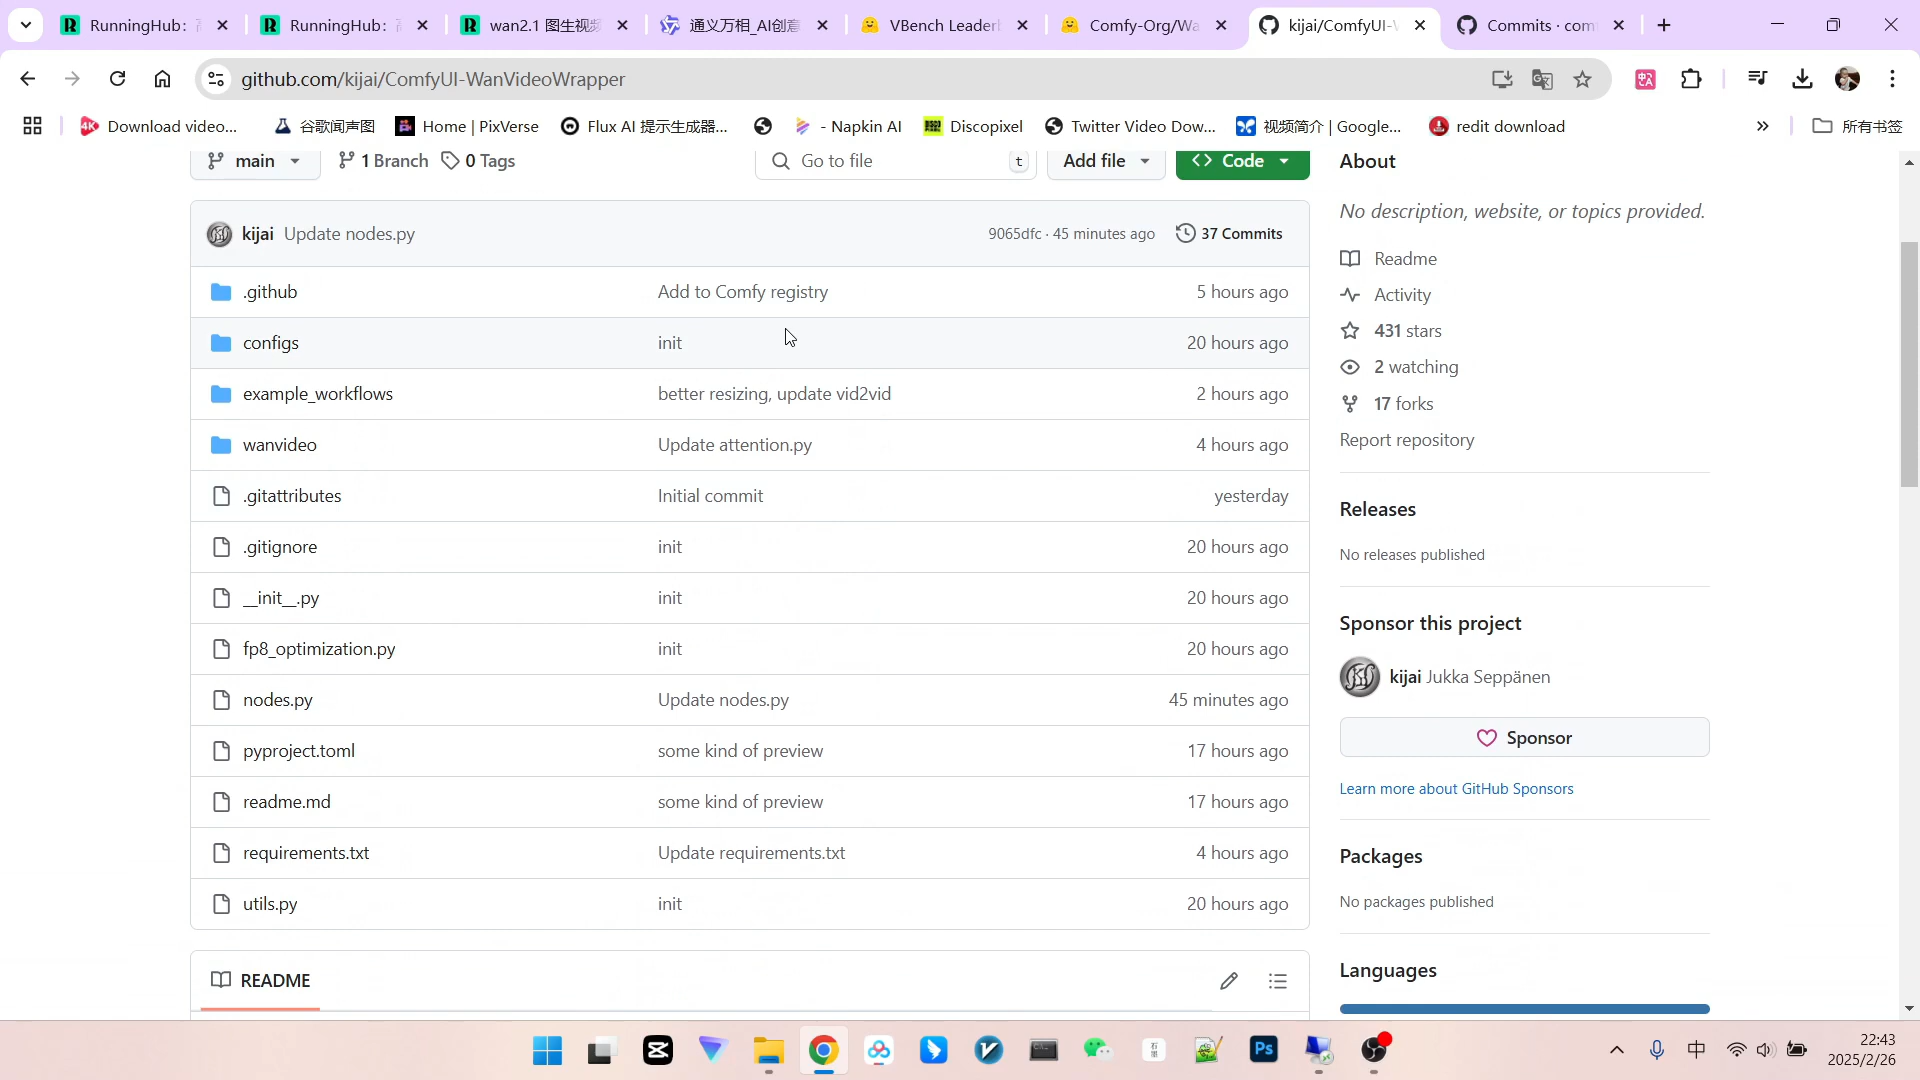 RunningHub:
RunningHub:
wan2.1 图生视频
通义万相_AI创意
VBench Leader
Comfy-Org/Wa
kijai/ComfyUI-
Commits · com
github.com/kijai/ComfyUI-WanVideoWrapper
Download video...
谷歌闻声图
Home | PixVerse
Flux AI 提示生成器...
- Napkin AI
Discopixel
Twitter Video Dow...
视频简介 | Google...
redit download
所有书签
main
1 Branch
0 Tags
Go to file
t
Add file
Code
About
No description, website, or topics provided.
kijai Update nodes.py
9065dfc · 45 minutes ago
37 Commits
.github
Add to Comfy registry
5 hours ago
Readme
Activity
configs
init
20 hours ago
431 stars
2 watching
example_workflows
better resizing, update vid2vid
2 hours ago
17 forks
wanvideo
Update attention.py
4 hours ago
Report repository
.gitattributes
Initial commit
yesterday
Releases
.gitignore
init
20 hours ago
No releases published
__init__.py
init
20 hours ago
Sponsor this project
fp8_optimization.py
init
20 hours ago
kijai Jukka Seppänen
nodes.py
Update nodes.py
45 minutes ago
Sponsor
pyproject.toml
some kind of preview
17 hours ago
Learn more about GitHub Sponsors
readme.md
some kind of preview
17 hours ago
requirements.txt
Update requirements.txt
4 hours ago
Packages
utils.py
init
20 hours ago
No packages published
README
Languages
Ps
中
22:43
2025/2/26